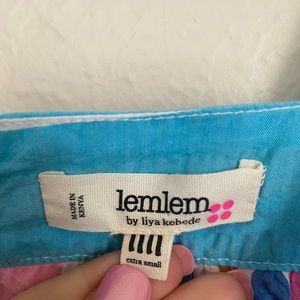 MADE IN
KENYA
lemlem
by liya kebede
extra small